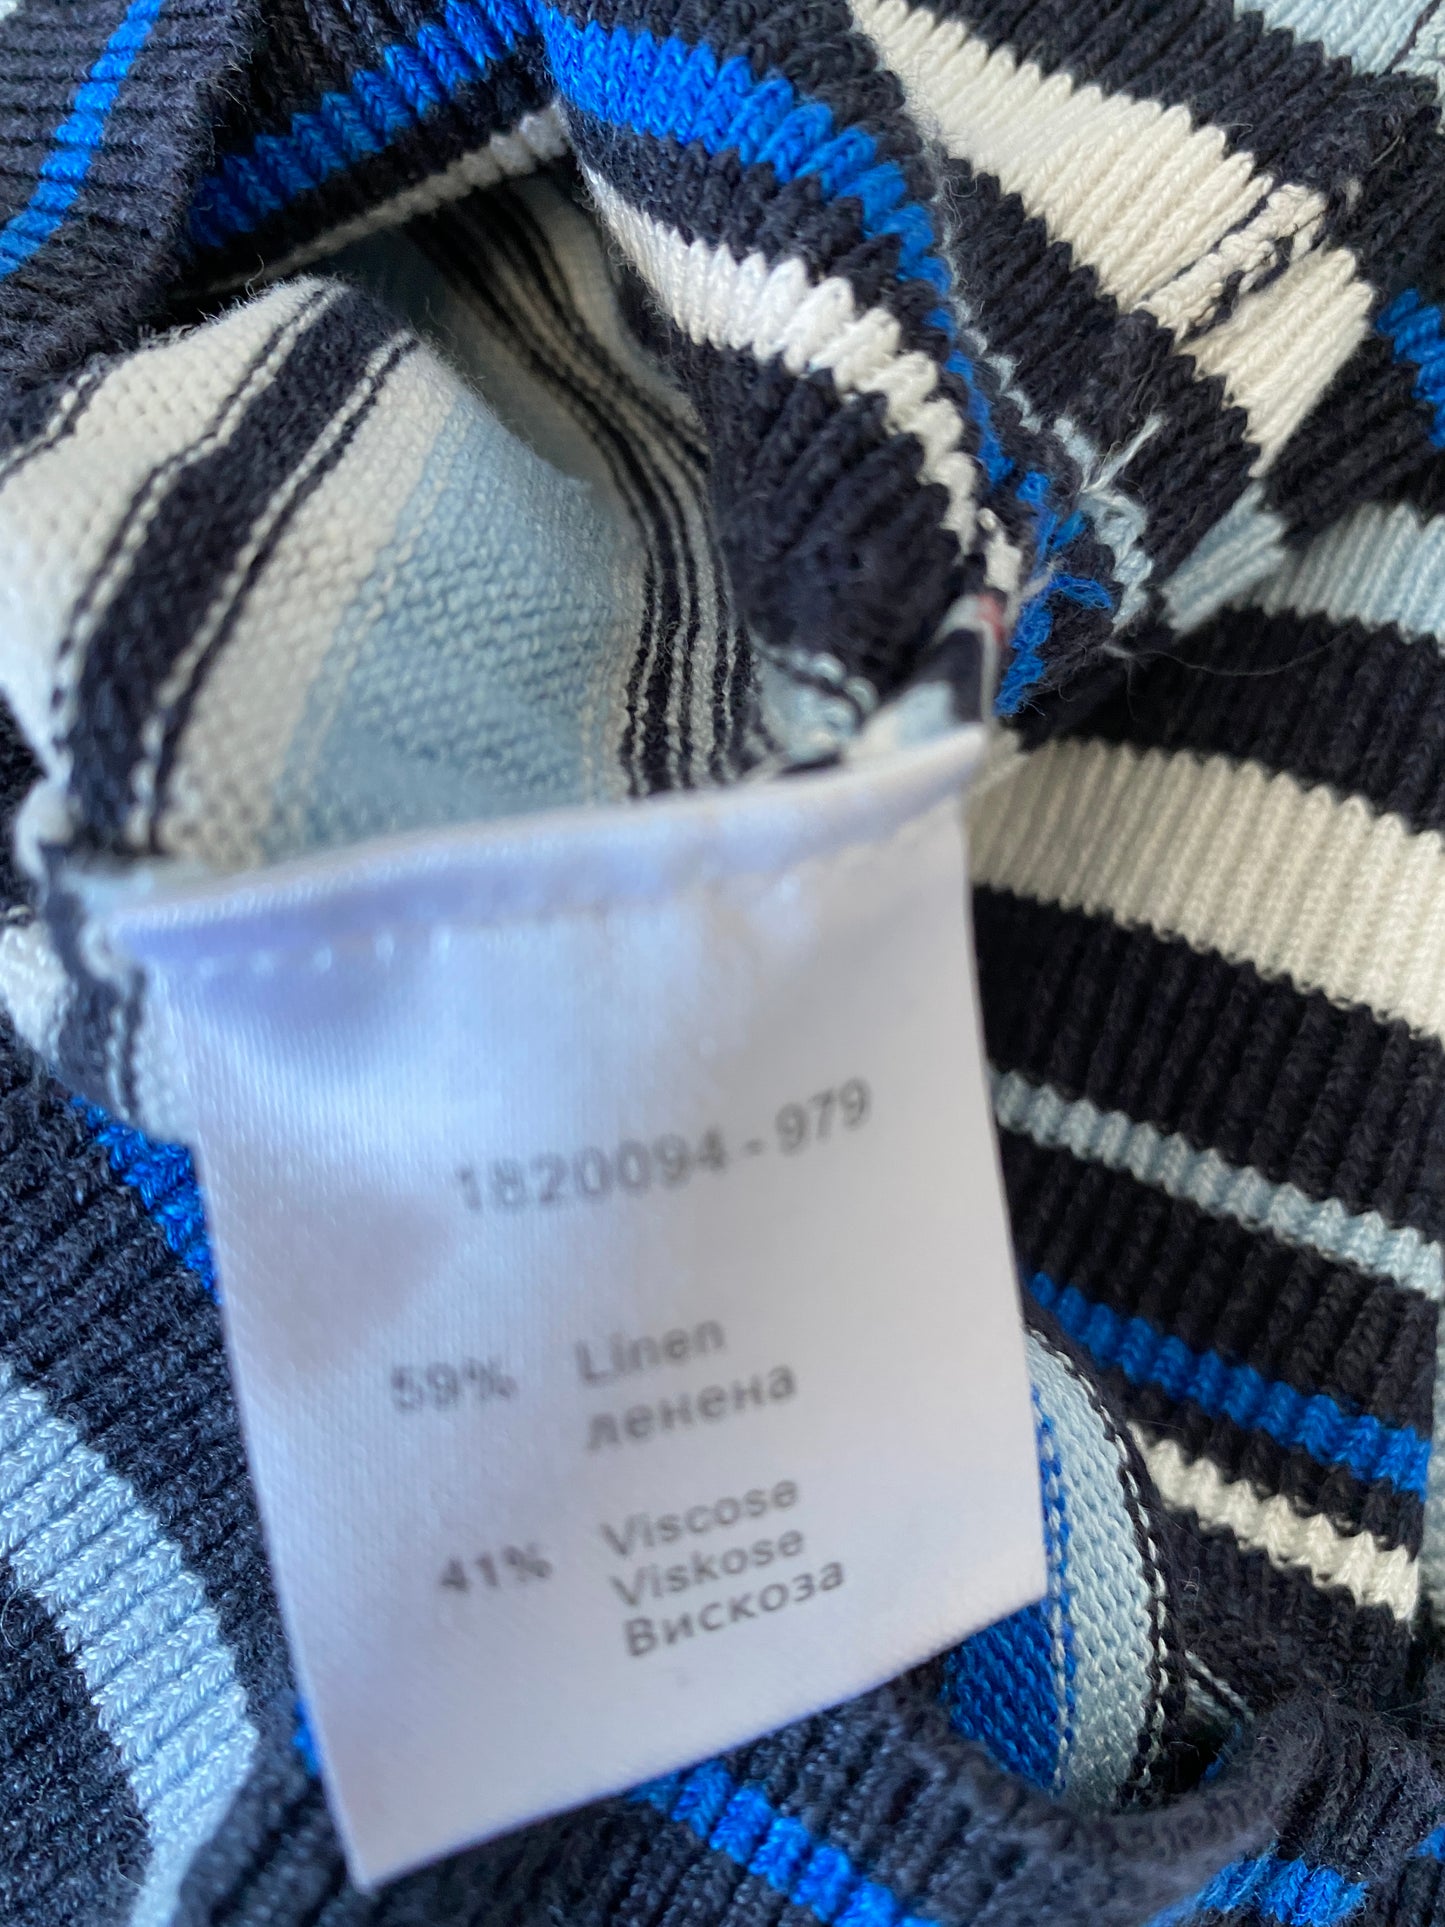 1820094 - 979
59% Linen
ленена
41% Viscose
Viskose
Вискоза